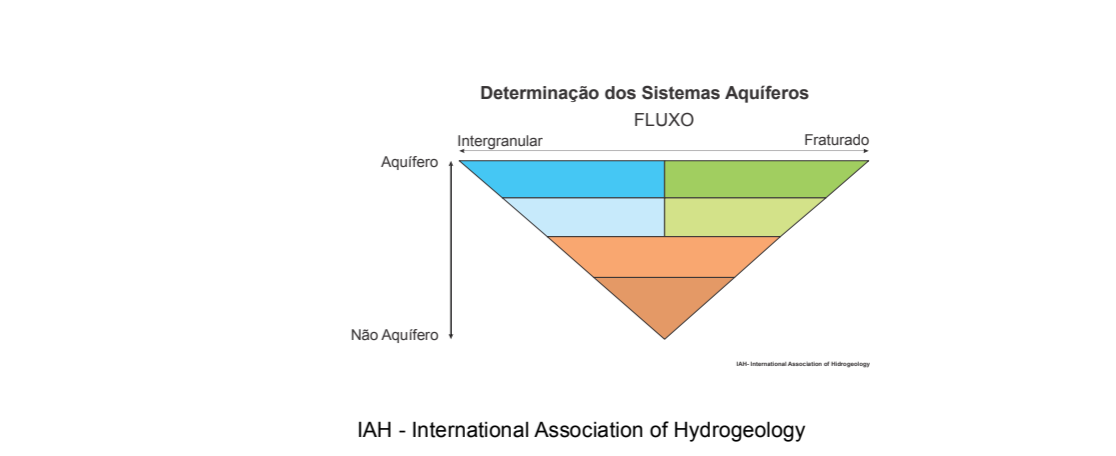 Determinação dos Sistemas Aquíferos
FLUXO
Intergranular
Fraturado
Aquífero
Não Aquífero
IAH- International Association of Hidrogeology
IAH - International Association of Hydrogeology